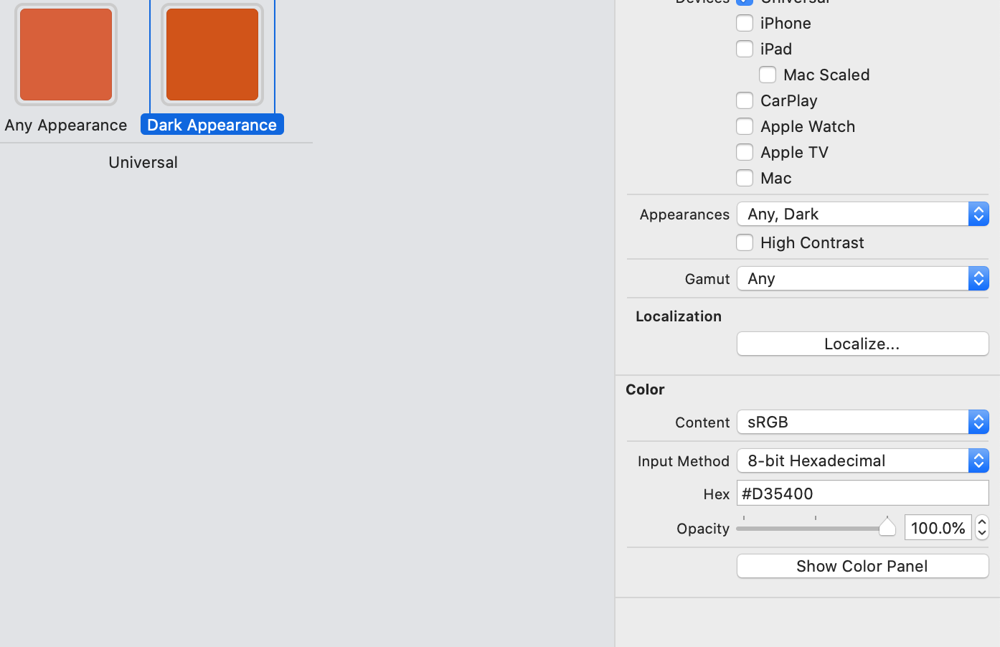 Any Appearance
Dark Appearance
Universal
Devices Universal
iPhone
iPad
Mac Scaled
CarPlay
Apple Watch
Apple TV
Mac
Appearances Any, Dark
High Contrast
Gamut Any
Localization
Localize...
Color
Content sRGB
Input Method 8-bit Hexadecimal
Hex #D35400
Opacity 100.0%
Show Color Panel